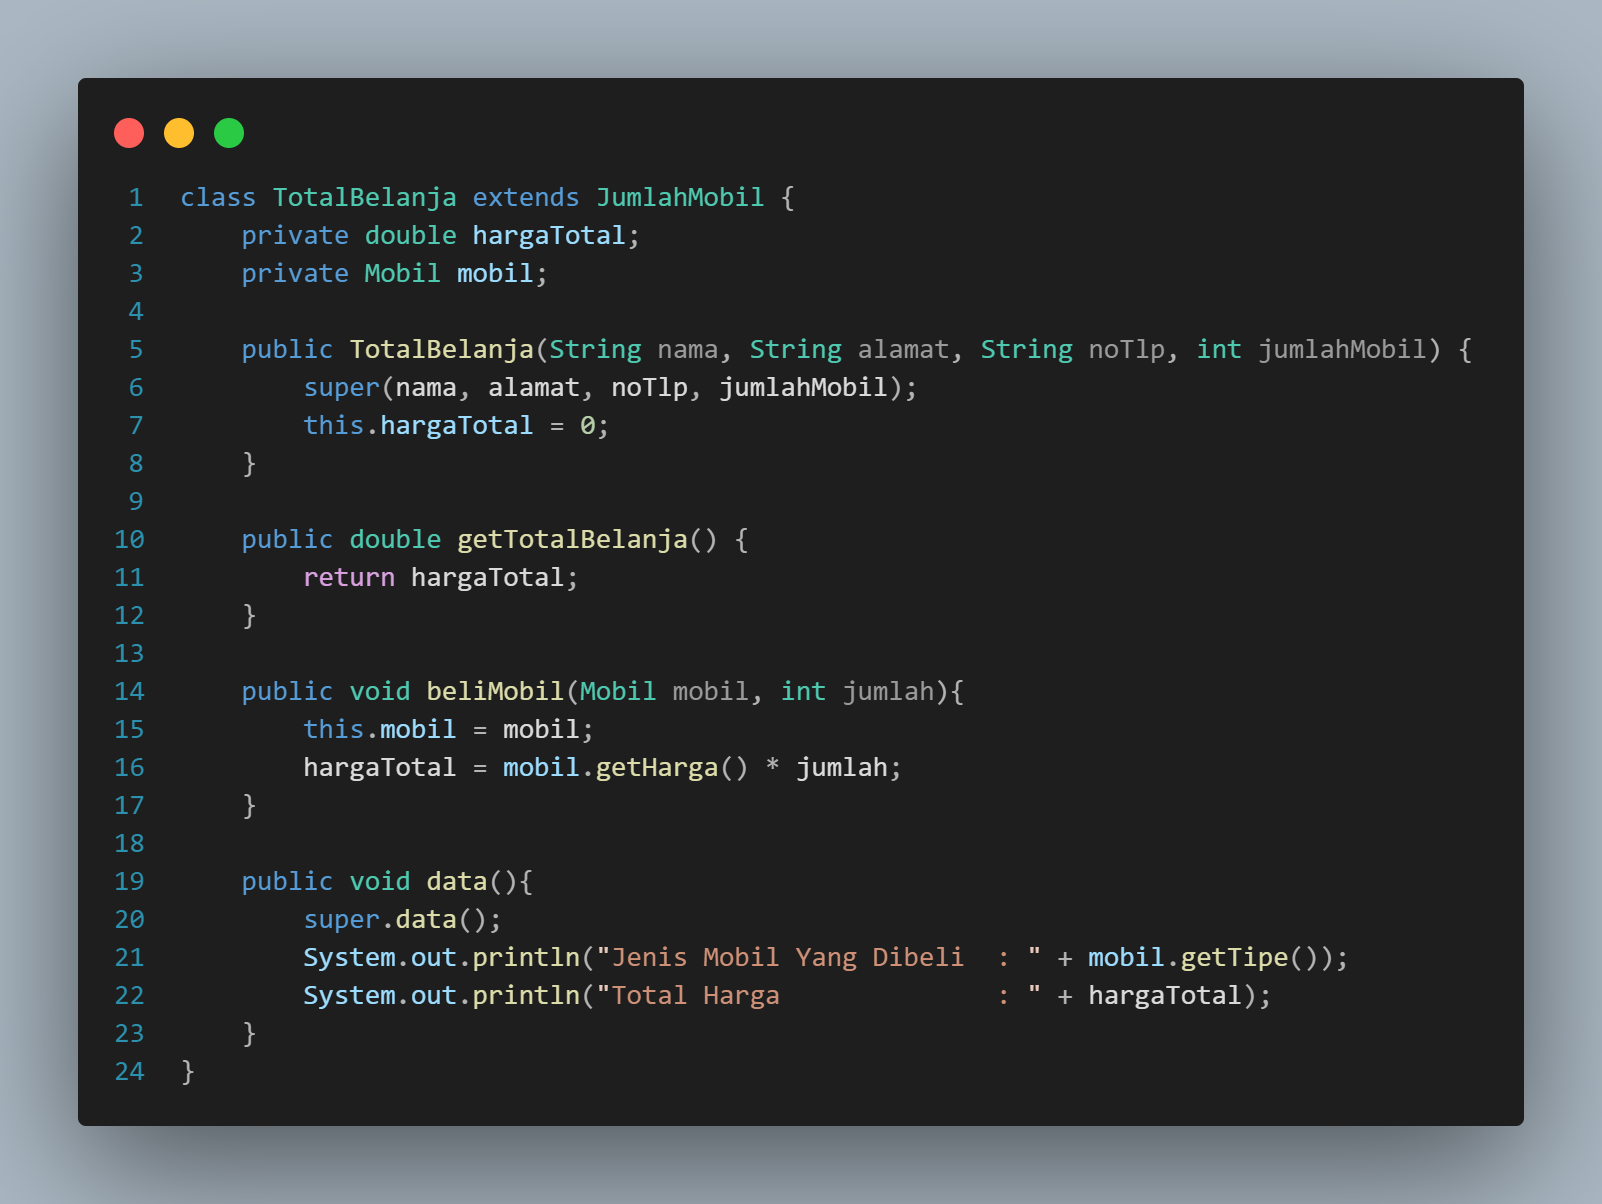 1 class TotalBelanja extends JumlahMobil {
2     private double hargaTotal;
3     private Mobil mobil;
4
5     public TotalBelanja(String nama, String alamat, String noTlp, int jumlahMobil) {
6         super(nama, alamat, noTlp, jumlahMobil);
7         this.hargaTotal = 0;
8     }
9
10     public double getTotalBelanja() {
11         return hargaTotal;
12     }
13
14     public void beliMobil(Mobil mobil, int jumlah){
15         this.mobil = mobil;
16         hargaTotal = mobil.getHarga() * jumlah;
17     }
18
19     public void data(){
20         super.data();
21         System.out.println("Jenis Mobil Yang Dibeli  : " + mobil.getTipe());
22         System.out.println("Total Harga              : " + hargaTotal);
23     }
24 }